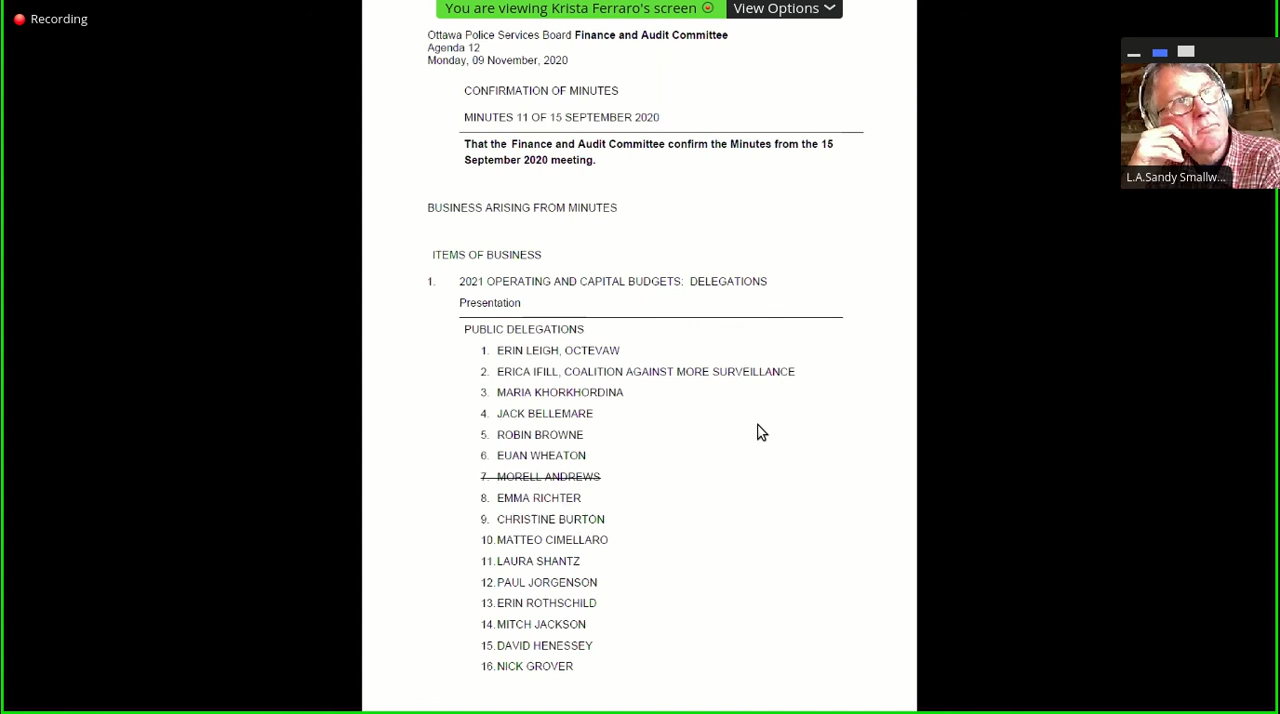 Recording
You are viewing Krista Ferraro's screen
View Options
Ottawa Police Services Board Finance and Audit Committee
Agenda 12
Monday, 09 November, 2020
CONFIRMATION OF MINUTES
MINUTES 11 OF 15 SEPTEMBER 2020
That the Finance and Audit Committee confirm the Minutes from the 15
September 2020 meeting.
BUSINESS ARISING FROM MINUTES
ITEMS OF BUSINESS
1. 2021 OPERATING AND CAPITAL BUDGETS: DELEGATIONS
Presentation
PUBLIC DELEGATIONS
1. ERIN LEIGH, OCTEVAW
2. ERICA IFILL, COALITION AGAINST MORE SURVEILLANCE
3. MARIA KHORKHORDINA
4. JACK BELLEMARE
5. ROBIN BROWNE
6. EUAN WHEATON
7. MORELL ANDREWS
8. EMMA RICHTER
9. CHRISTINE BURTON
10. MATTEO CIMELLARO
11. LAURA SHANTZ
12. PAUL JORGENSON
13. ERIN ROTHSCHILD
14. MITCH JACKSON
15. DAVID HENESSEY
16. NICK GROVER
L.A.Sandy Smallw...